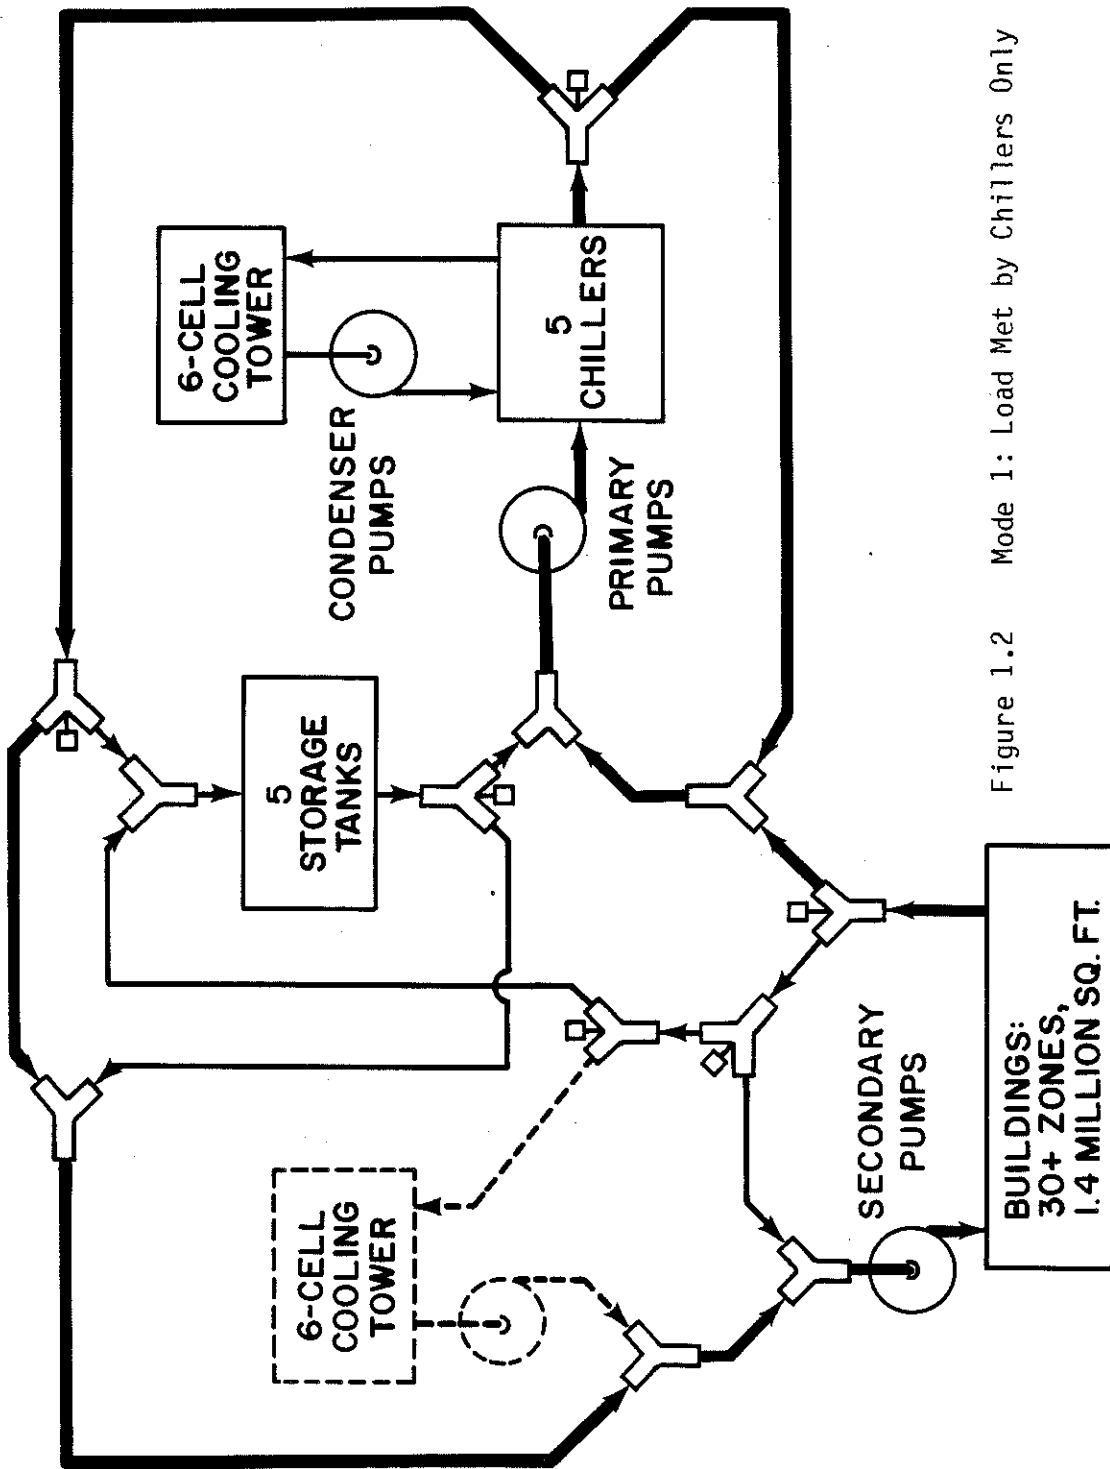 6-CELL
COOLING
TOWER
CONDENSER
PUMPS
5
CHILLERS
PRIMARY
PUMPS
5
STORAGE
TANKS
6-CELL
COOLING
TOWER
SECONDARY
PUMPS
BUILDINGS:
30+ ZONES,
1.4 MILLION SQ. FT.
Figure 1.2 Mode 1: Load Met by Chillers Only